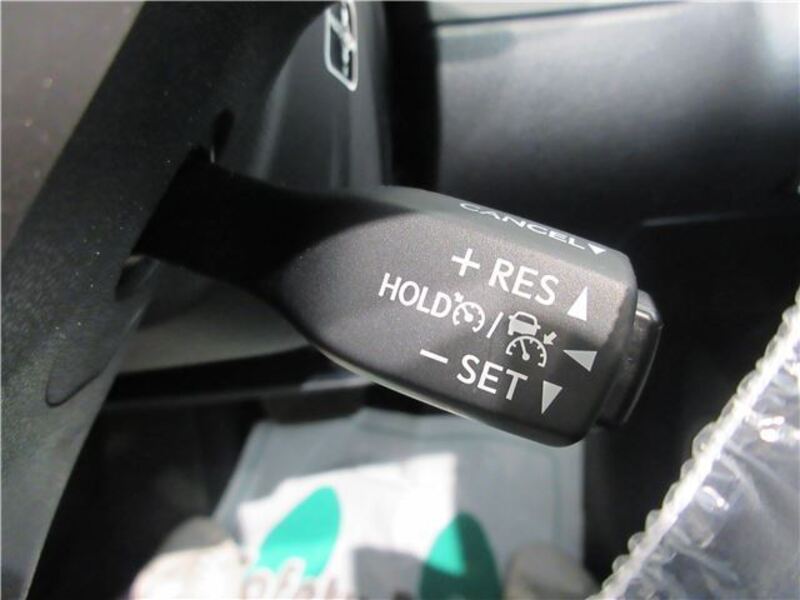 CANCEL
+ RES
HOLD /
− SET